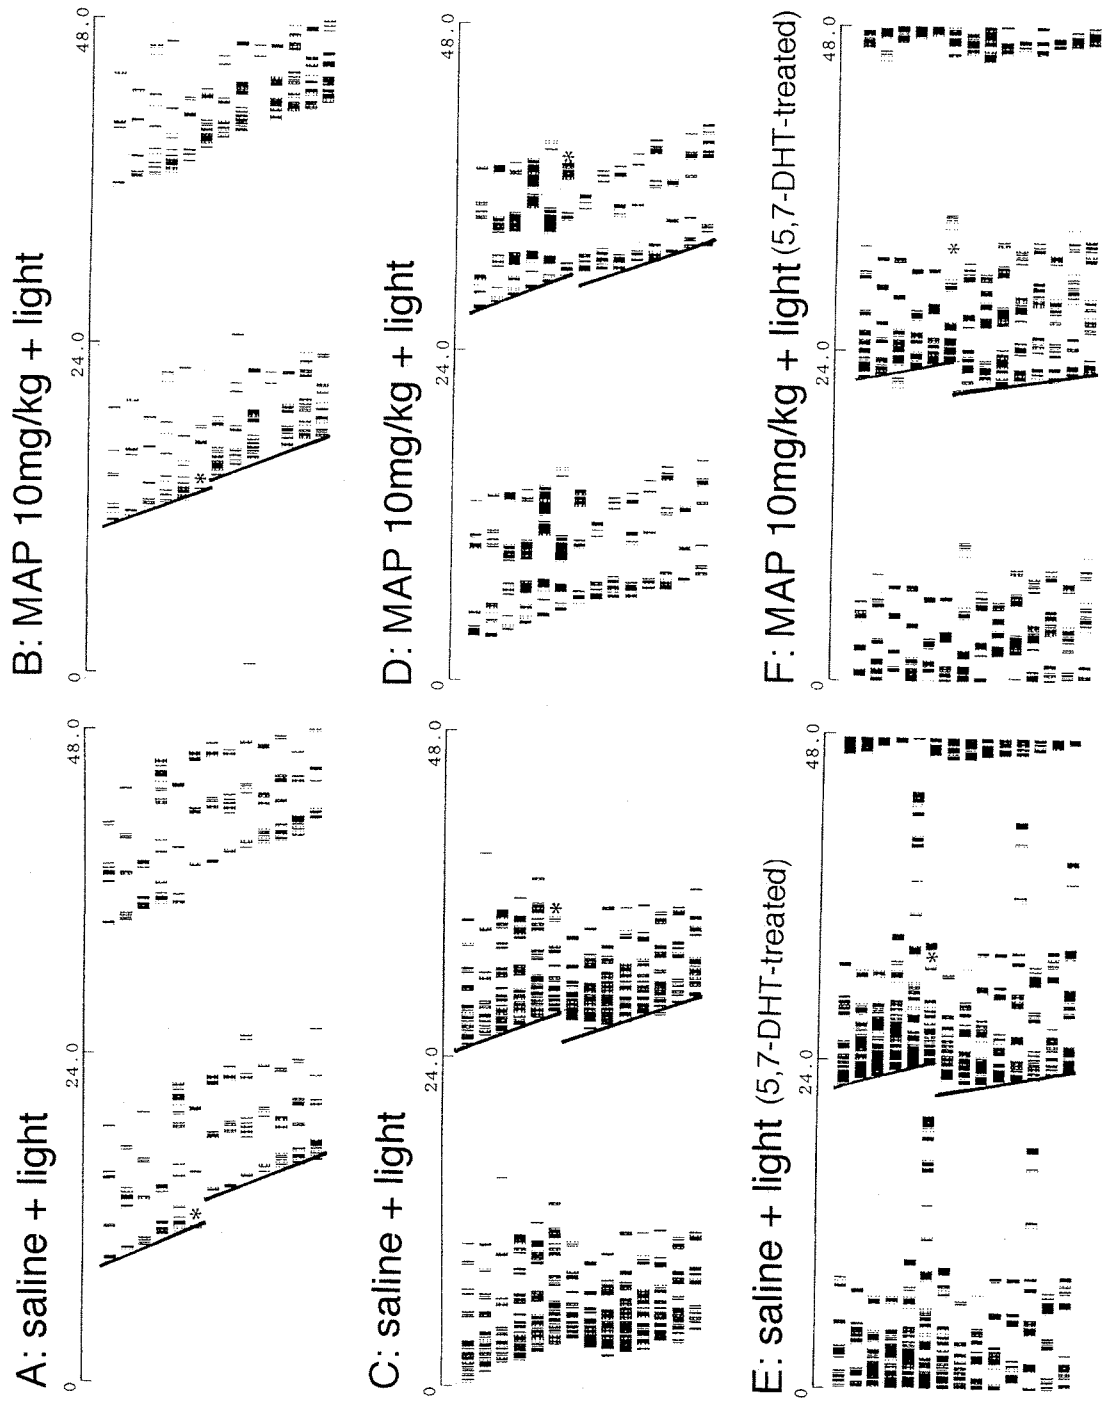 A: saline + light
0 24.0 48.0
*
B: MAP 10mg/kg + light
0 24.0 48.0
*
C: saline + light
0 24.0 48.0
*
D: MAP 10mg/kg + light
0 24.0 48.0
*
E: saline + light (5,7-DHT-treated)
0 24.0 48.0
*
F: MAP 10mg/kg + light (5,7-DHT-treated)
0 24.0 48.0
*